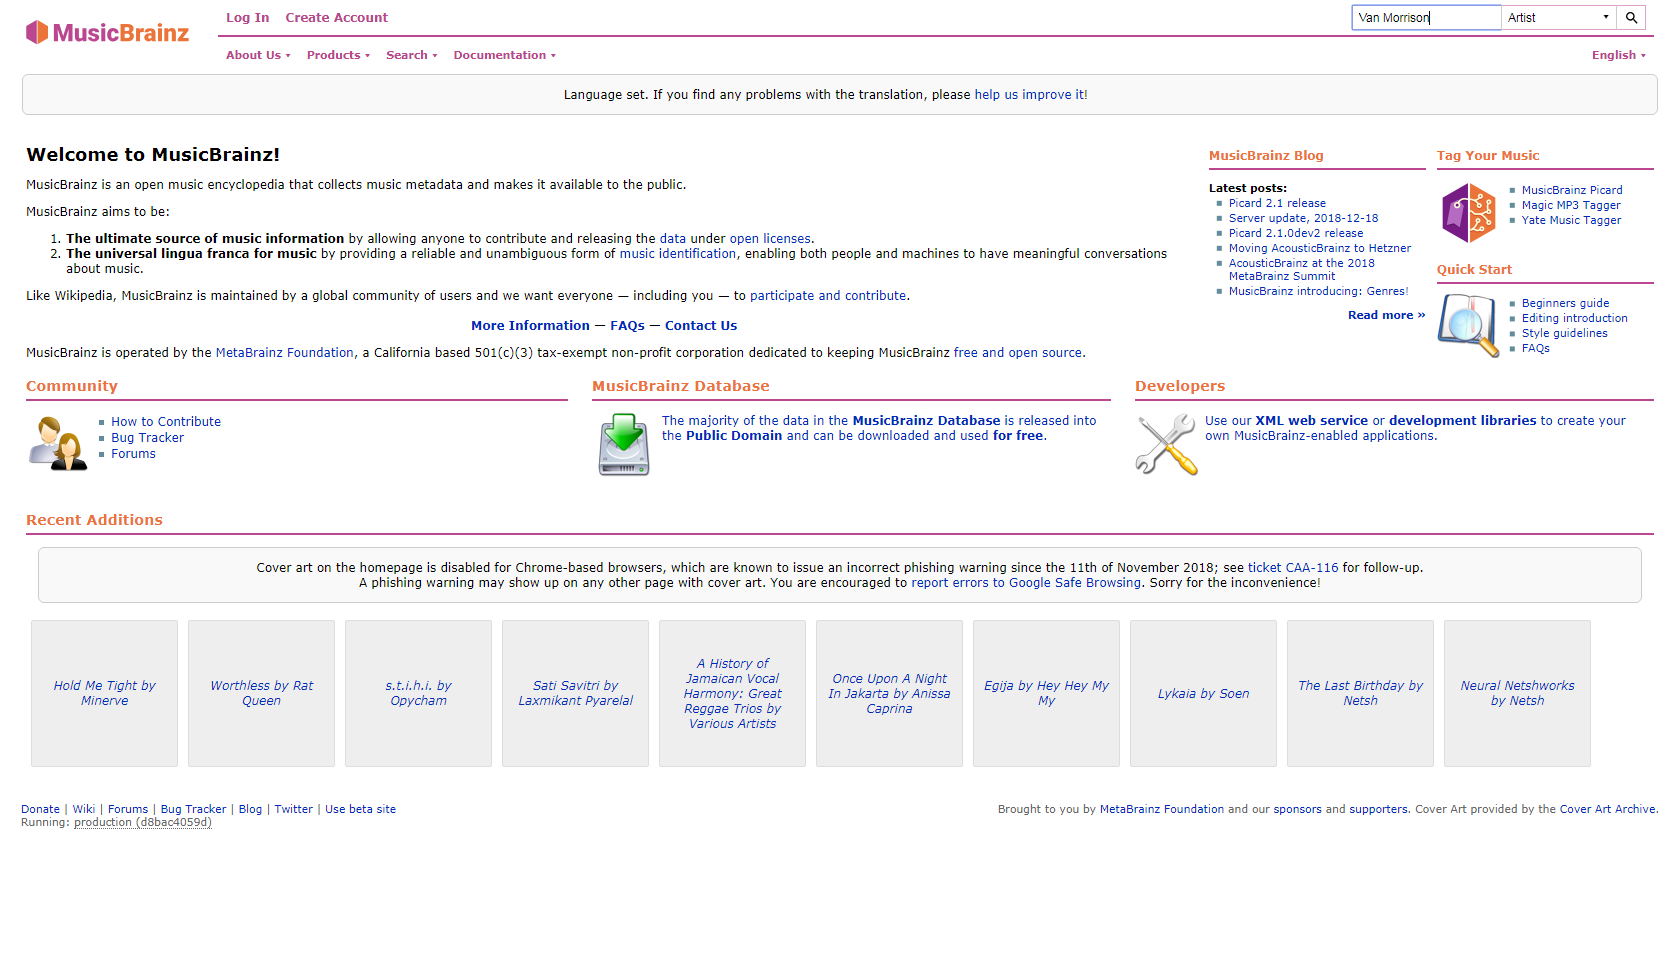 MusicBrainz
Log In Create Account
Van Morrison Artist
About Us Products Search Documentation English
Language set. If you find any problems with the translation, please help us improve it!
Welcome to MusicBrainz!
MusicBrainz is an open music encyclopedia that collects music metadata and makes it available to the public.
MusicBrainz aims to be:
1. The ultimate source of music information by allowing anyone to contribute and releasing the data under open licenses.
2. The universal lingua franca for music by providing a reliable and unambiguous form of music identification, enabling both people and machines to have meaningful conversations
about music.
Like Wikipedia, MusicBrainz is maintained by a global community of users and we want everyone — including you — to participate and contribute.
More Information — FAQs — Contact Us
MusicBrainz is operated by the MetaBrainz Foundation, a California based 501(c)(3) tax-exempt non-profit corporation dedicated to keeping MusicBrainz free and open source.
MusicBrainz Blog
Latest posts:
Picard 2.1 release
Server update, 2018-12-18
Picard 2.1.0dev2 release
Moving AcousticBrainz to Hetzner
AcousticBrainz at the 2018
MetaBrainz Summit
MusicBrainz introducing: Genres!
Read more »
Tag Your Music
MusicBrainz Picard
Magic MP3 Tagger
Yate Music Tagger
Quick Start
Beginners guide
Editing introduction
Style guidelines
FAQs
Community
How to Contribute
Bug Tracker
Forums
MusicBrainz Database
The majority of the data in the MusicBrainz Database is released into
the Public Domain and can be downloaded and used for free.
Developers
Use our XML web service or development libraries to create your
own MusicBrainz-enabled applications.
Recent Additions
Cover art on the homepage is disabled for Chrome-based browsers, which are known to issue an incorrect phishing warning since the 11th of November 2018; see ticket CAA-116 for follow-up.
A phishing warning may show up on any other page with cover art. You are encouraged to report errors to Google Safe Browsing. Sorry for the inconvenience!
Hold Me Tight by
Minerve
Worthless by Rat
Queen
s.t.i.h.i. by
Opycham
Sati Savitri by
Laxmikant Pyarelal
A History of
Jamaican Vocal
Harmony: Great
Reggae Trios by
Various Artists
Once Upon A Night
In Jakarta by Anissa
Caprina
Egija by Hey Hey My
My
Lykaia by Soen
The Last Birthday by
Netsh
Neural Netshworks
by Netsh
Donate | Wiki | Forums | Bug Tracker | Blog | Twitter | Use beta site
Running: production (d8bac4059d)
Brought to you by MetaBrainz Foundation and our sponsors and supporters. Cover Art provided by the Cover Art Archive.